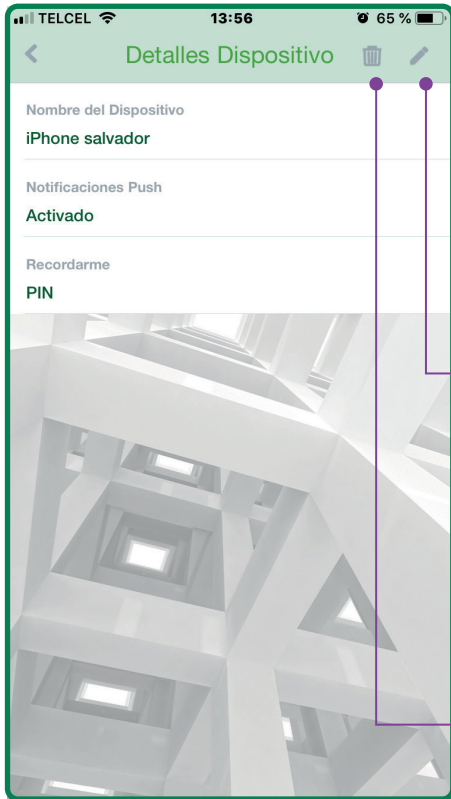 TELCEL 13:56 65 %
Detalles Dispositivo
Nombre del Dispositivo
iPhone salvador
Notificaciones Push
Activado
Recordarme
PIN